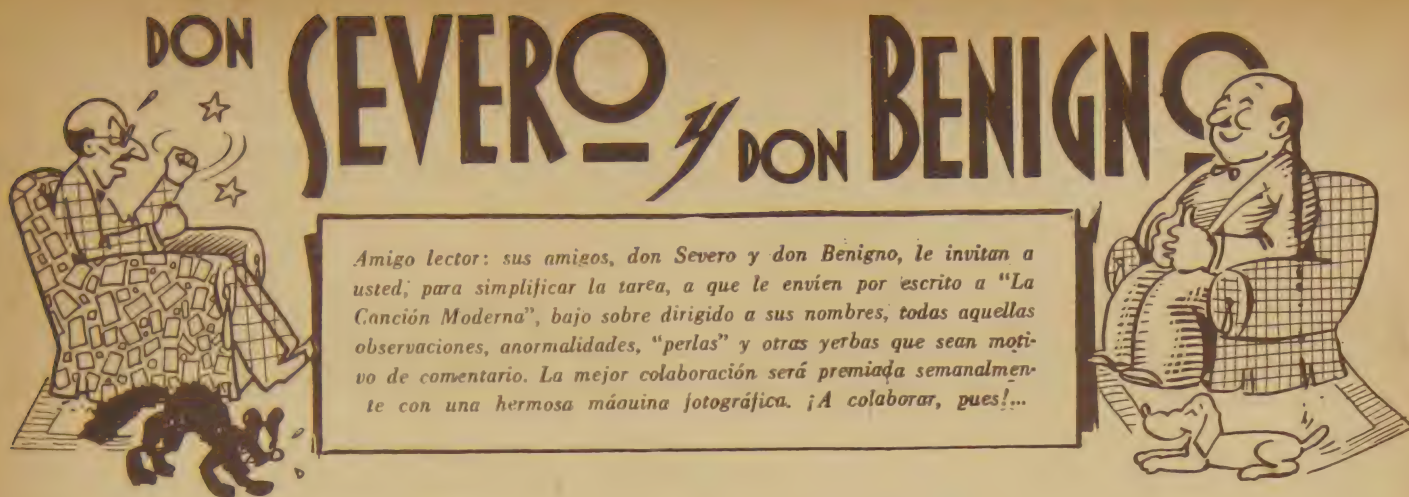 DON SEVERO y DON BENIGNO
Amigo lector: sus amigos, don Severo y don Benigno, le invitan a
usted, para simplificar la tarea, a que le envíen por escrito a "La
Canción Moderna", bajo sobre dirigido a sus nombres, todas aquellas
observaciones, anormalidades, "perlas" y otras yerbas que sean moti-
vo de comentario. La mejor colaboración será premiada semanalmen-
te con una hermosa máquina fotográfica. ¡A colaborar, pues!...